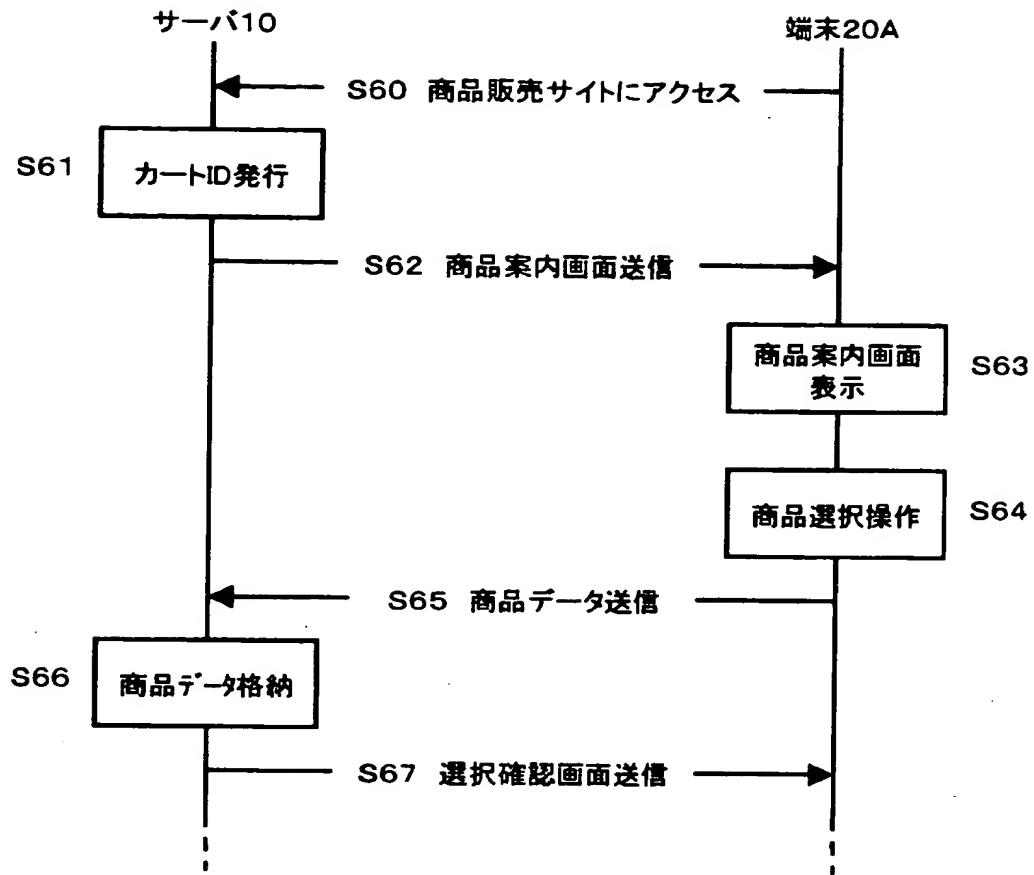 サーバ10
端末20A
S60 商品販売サイトにアクセス
S61
カートID発行
S62 商品案内画面送信
商品案内画面
表示
S63
商品選択操作
S64
S65 商品データ送信
S66
商品データ格納
S67 選択確認画面送信